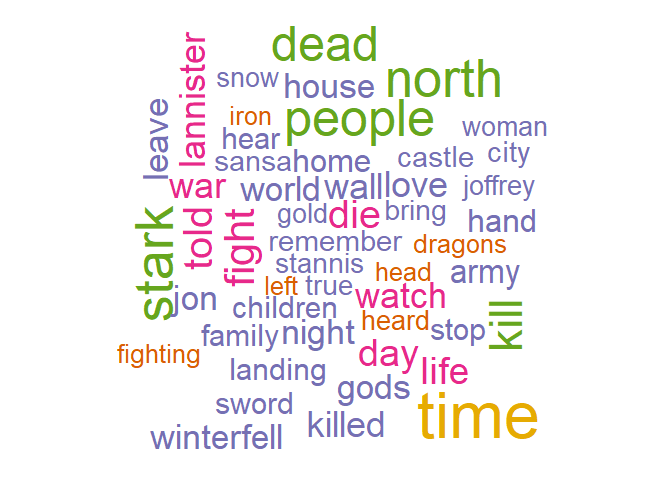 dead
north
lannister
snow
house
people
iron
woman
leave
hear
sansa
home
castle
city
war
world
wall
love
joffrey
gold
die
bring
hand
stark
told
fight
remember
dragons
stannis
head
army
left
true
watch
jon
children
heard
stop
kill
family
night
fighting
day
life
landing
gods
time
sword
killed
winterfell